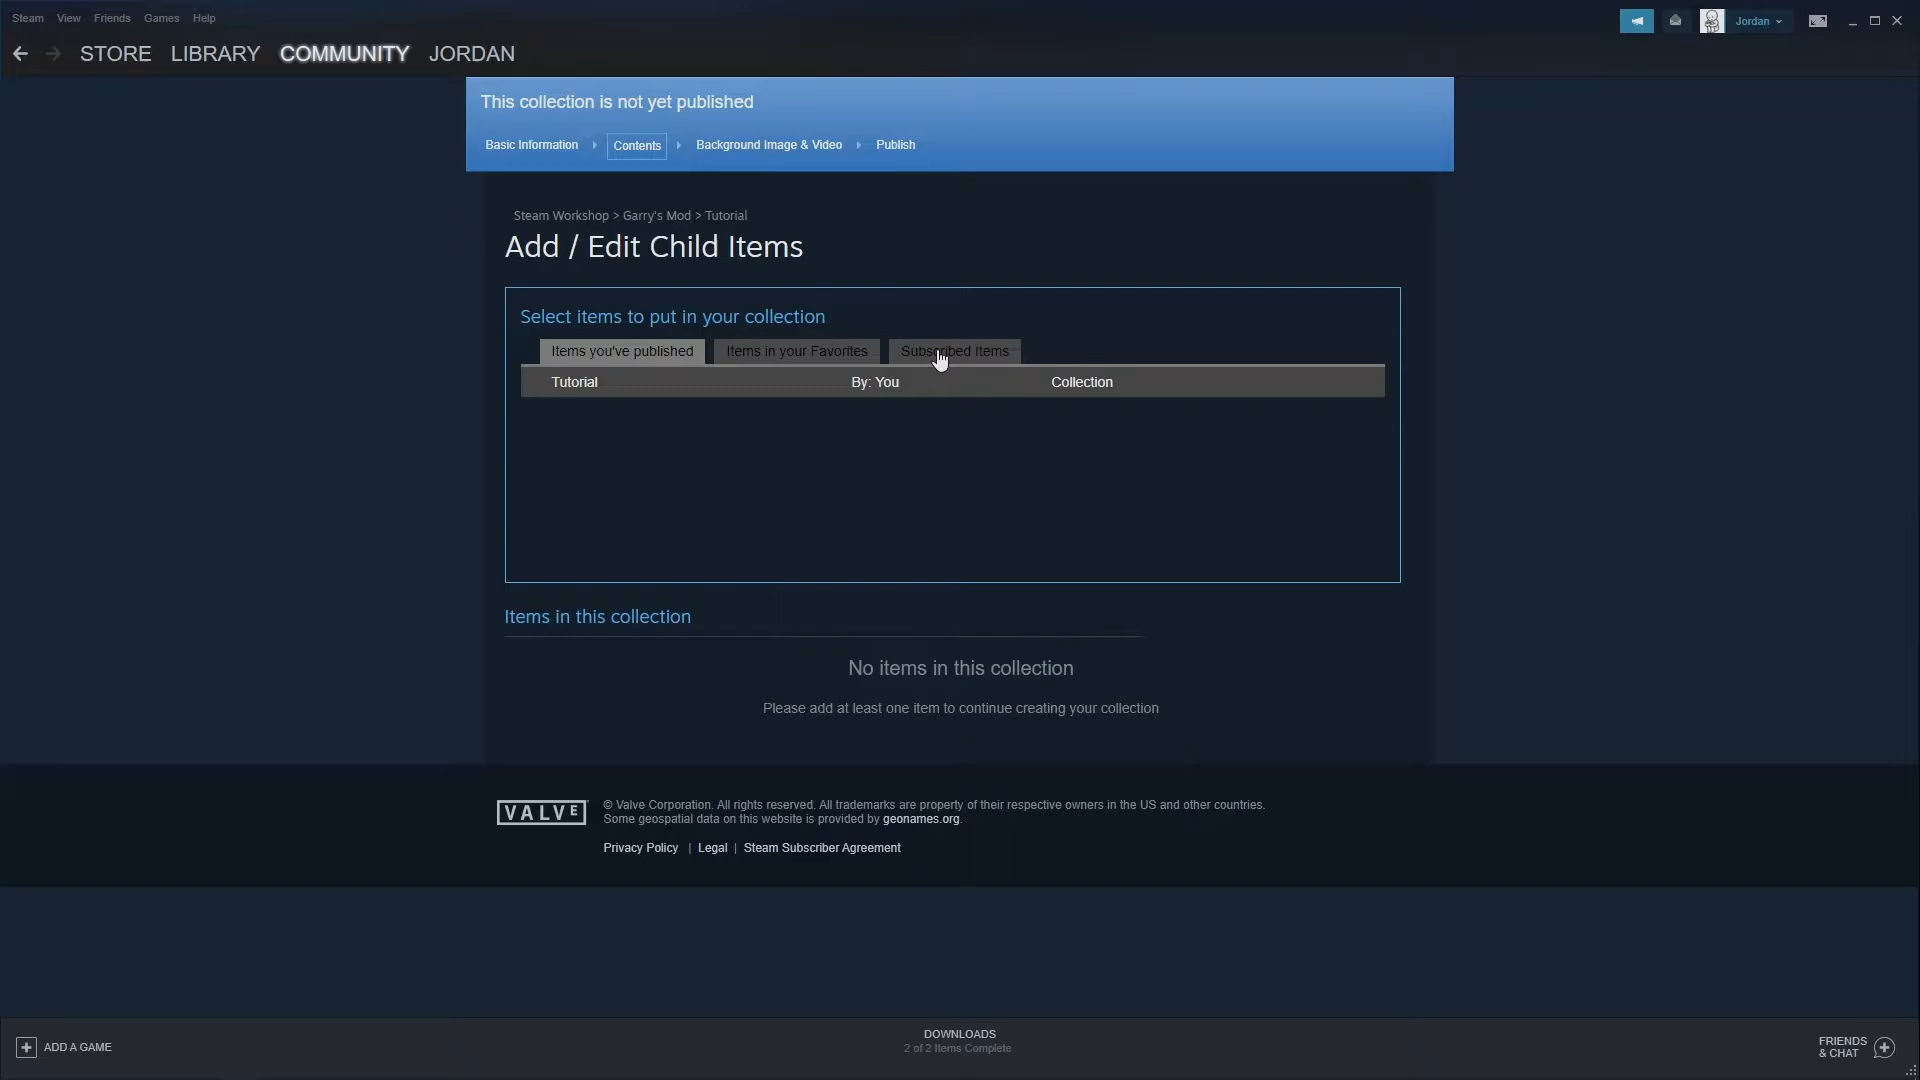 Steam View Friends Games Help
Jordan
STORE LIBRARY COMMUNITY JORDAN
This collection is not yet published
Basic Information Contents Background Image & Video Publish
Steam Workshop > Garry's Mod > Tutorial
Add / Edit Child Items
Select items to put in your collection
Items you've published Items in your Favorites Subscribed Items
Tutorial By: You Collection
Items in this collection
No items in this collection
Please add at least one item to continue creating your collection
VALVE
© Valve Corporation. All rights reserved. All trademarks are property of their respective owners in the US and other countries.
Some geospatial data on this website is provided by geonames.org.
Privacy Policy | Legal | Steam Subscriber Agreement
ADD A GAME
DOWNLOADS
2 of 2 Items Complete
FRIENDS
& CHAT